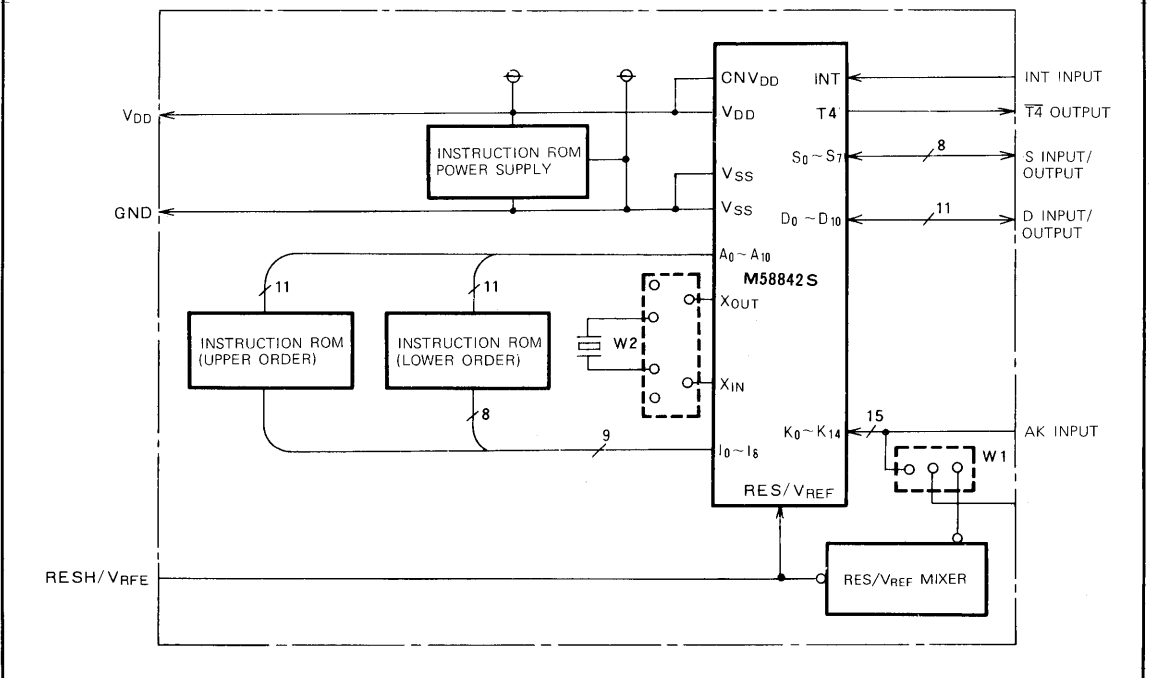 CNVDD
INT
INT INPUT
VDD
VDD
T4
T4 OUTPUT
INSTRUCTION ROM
POWER SUPPLY
S0~S7
8
S INPUT/
OUTPUT
VSS
GND
VSS
D0~D10
11
D INPUT/
OUTPUT
A0~A10
M58842S
11
11
XOUT
INSTRUCTION ROM
(UPPER ORDER)
INSTRUCTION ROM
(LOWER ORDER)
W2
XIN
8
9
I0~I8
K0~K14
15
AK INPUT
W1
RES/VREF
RESH/VRFE
RES/VREF MIXER